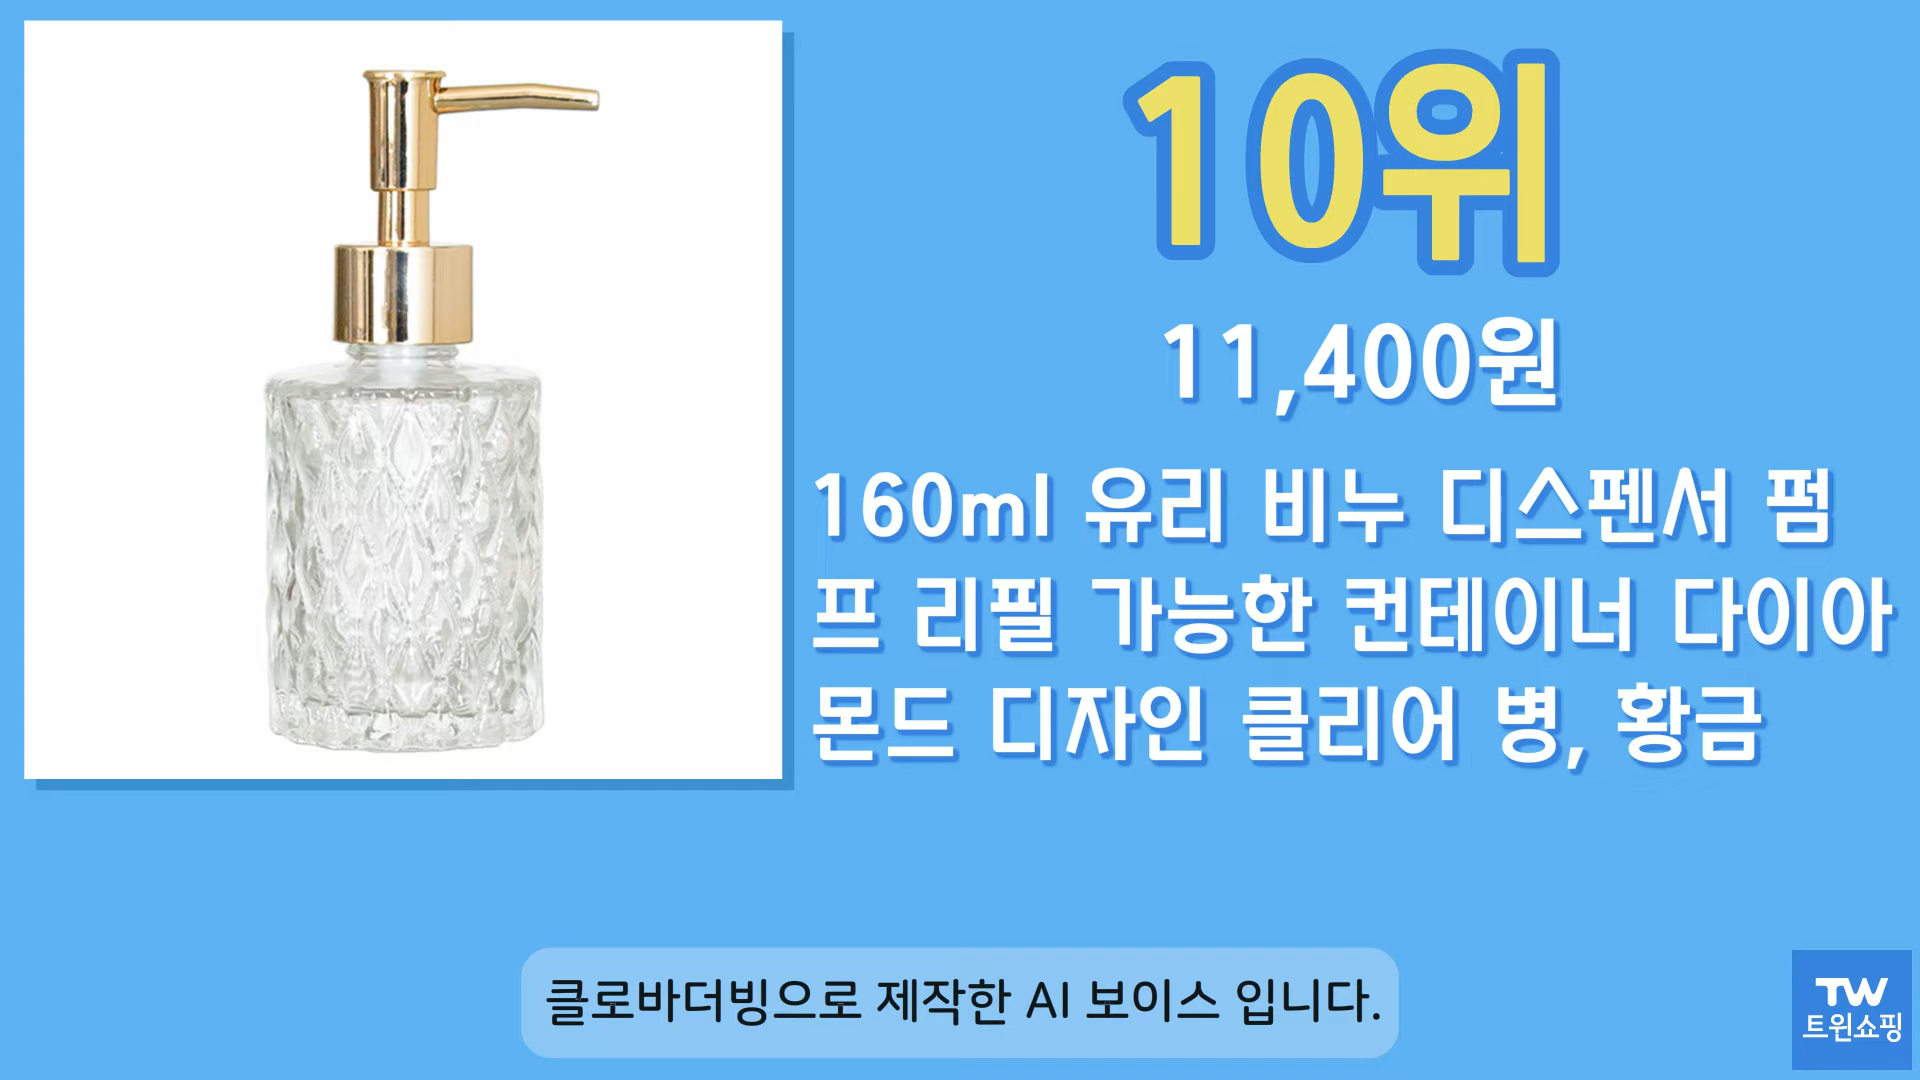 10위
11,400원
160ml 유리 비누 디스펜서 펌
프 리필 가능한 컨테이너 다이아
몬드 디자인 클리어 병, 황금
클로바더빙으로 제작한 AI 보이스 입니다.
TW
트윈쇼핑